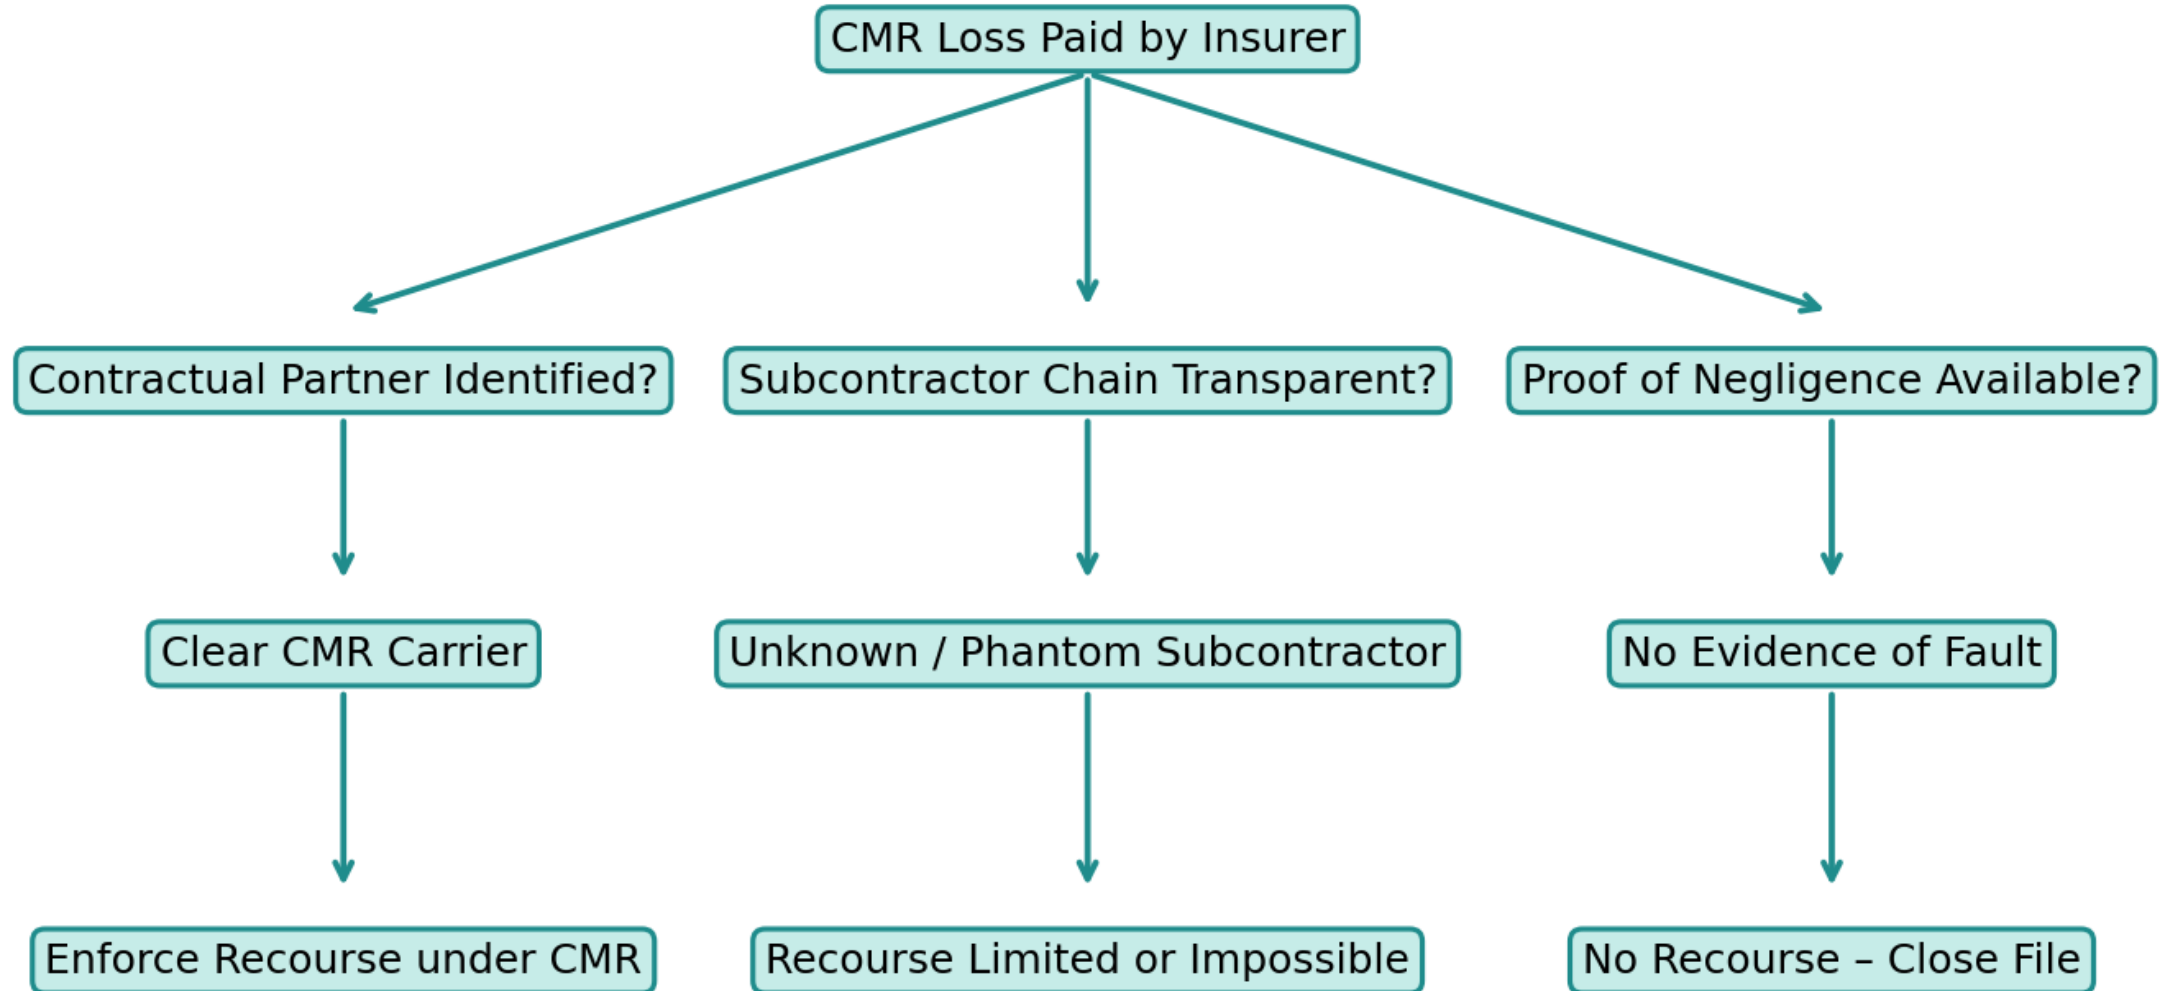 CMR Loss Paid by Insurer
Contractual Partner Identified?
Subcontractor Chain Transparent?
Proof of Negligence Available?
Clear CMR Carrier
Unknown / Phantom Subcontractor
No Evidence of Fault
Enforce Recourse under CMR
Recourse Limited or Impossible
No Recourse – Close File